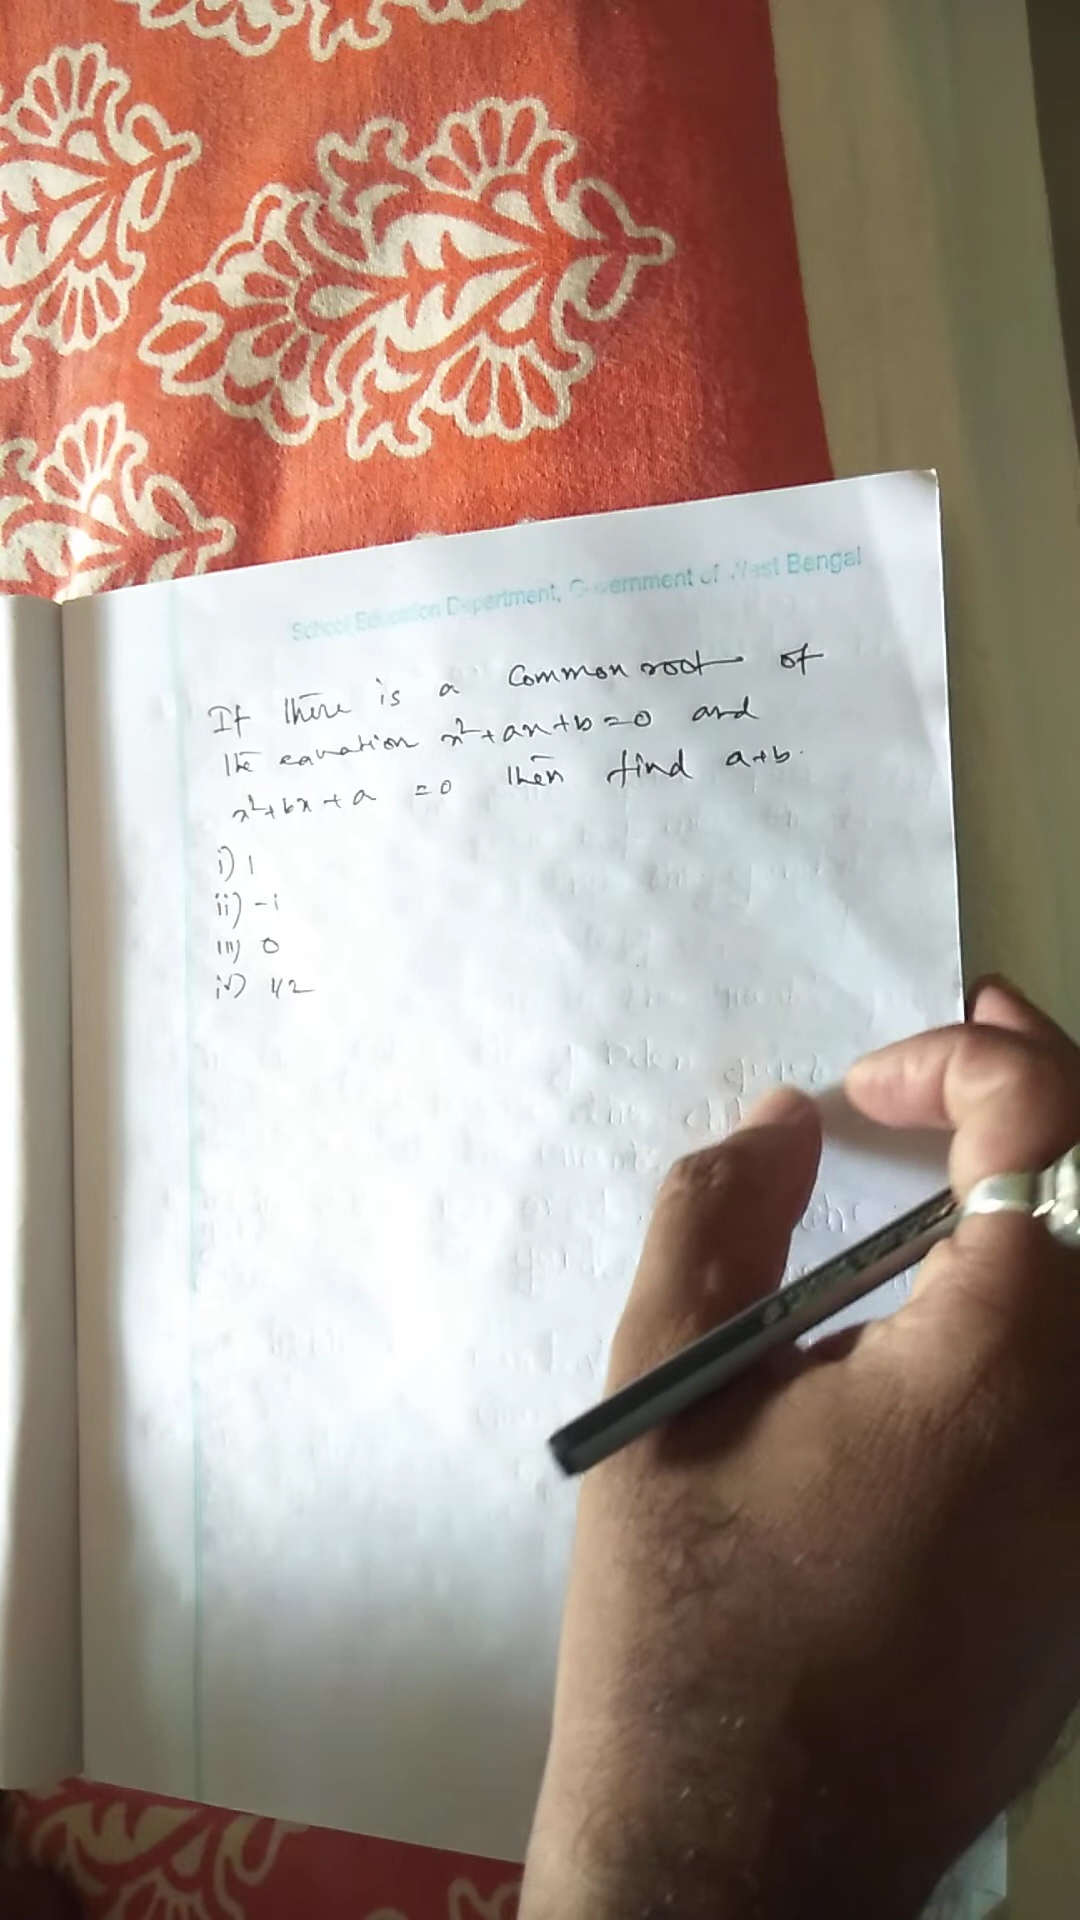 School Education Department, Government of West Bengal
If there is a common root of
the equation x²+ax+b=0 and
x²+bx+a =0 then find a+b.
i) 1
ii) -1
iii) 0
iv) 1/2